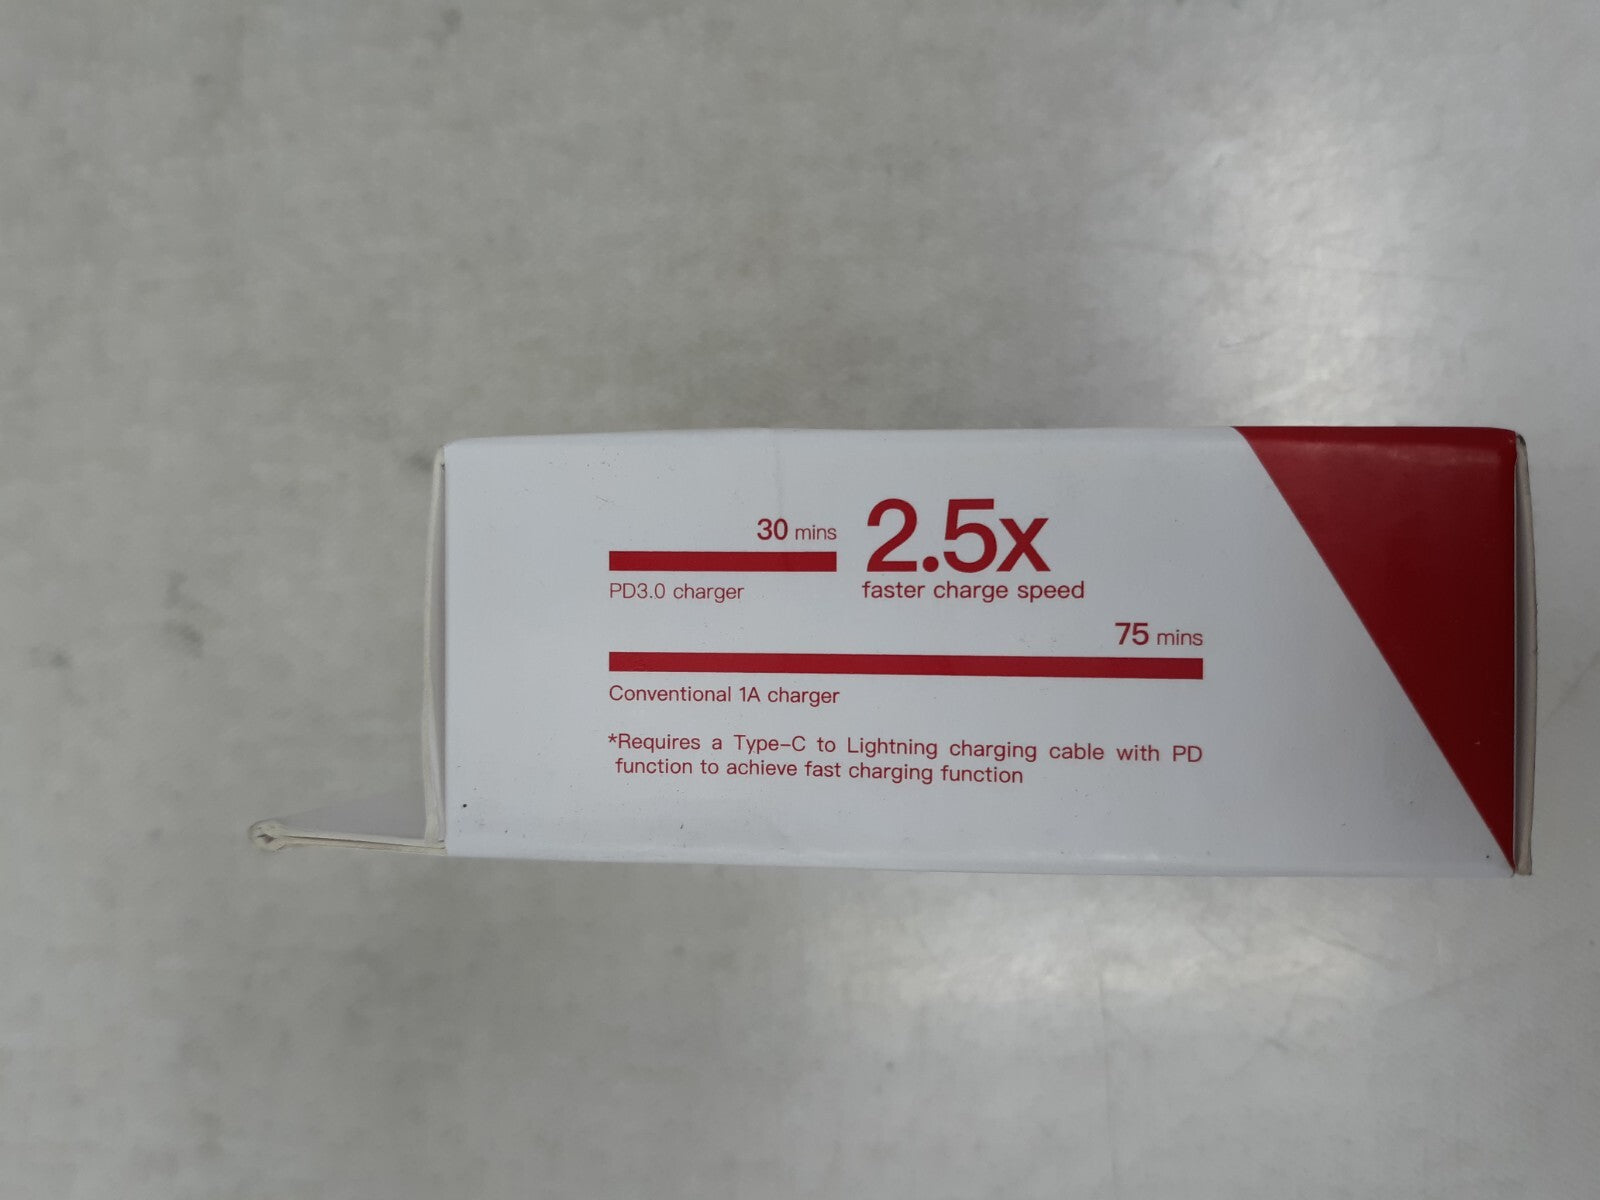 30 mins
2.5x
PD3.0 charger
faster charge speed
75 mins
Conventional 1A charger
*Requires a Type-C to Lightning charging cable with PD
function to achieve fast charging function